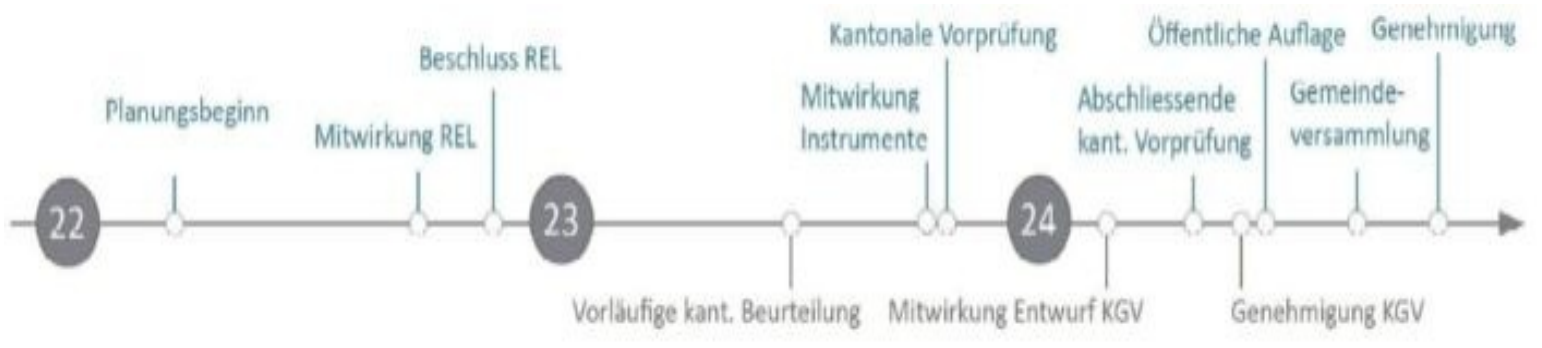 Kantonale Vorprüfung
Öffentliche Auflage
Genehmigung
Beschluss REL
Planungsbeginn
Mitwirkung REL
Mitwirkung
Instrumente
Abschliessende
kant. Vorprüfung
Gemeinde-
versammlung
22
23
24
Vorläufige kant. Beurteilung
Mitwirkung Entwurf KGV
Genehmigung KGV